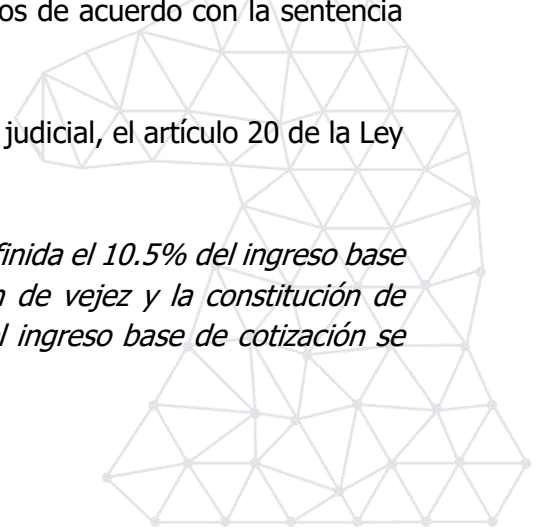 os de acuerdo con la sentencia
judicial, el artículo 20 de la Ley
finida el 10.5% del ingreso base
de vejez y la constitución de
ingreso base de cotización se